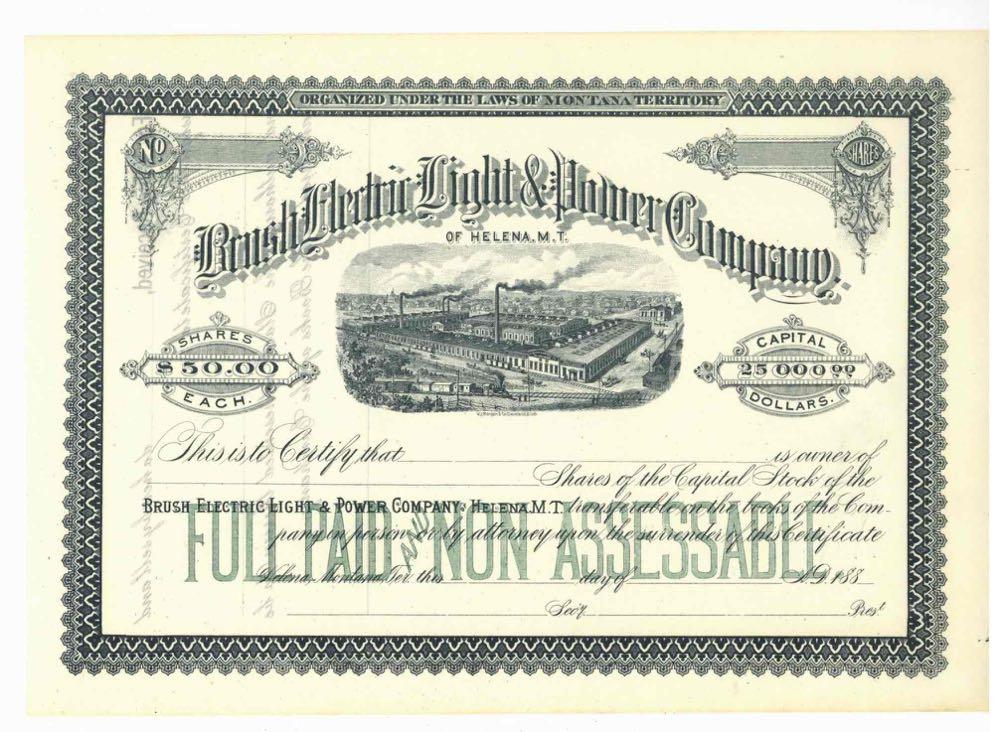 ORGANIZED UNDER THE LAWS OF MONTANA TERRITORY
No
SHARES
Brush Electric Light & Power Company.
OF HELENA, M.T.
SHARES
$50.00
EACH.
CAPITAL
25000 00
DOLLARS.
This is to Certify that is owner of
Shares of the Capital Stock of the
BRUSH ELECTRIC LIGHT & POWER COMPANY, HELENA, M.T. transferable on the books of the Com-
pany in person or by attorney upon the surrender of this Certificate
FULL PAID AND NON ASSESSABLE
Helena, Montana, Ter. this day of A.D. 188
Sec'y. Prest.